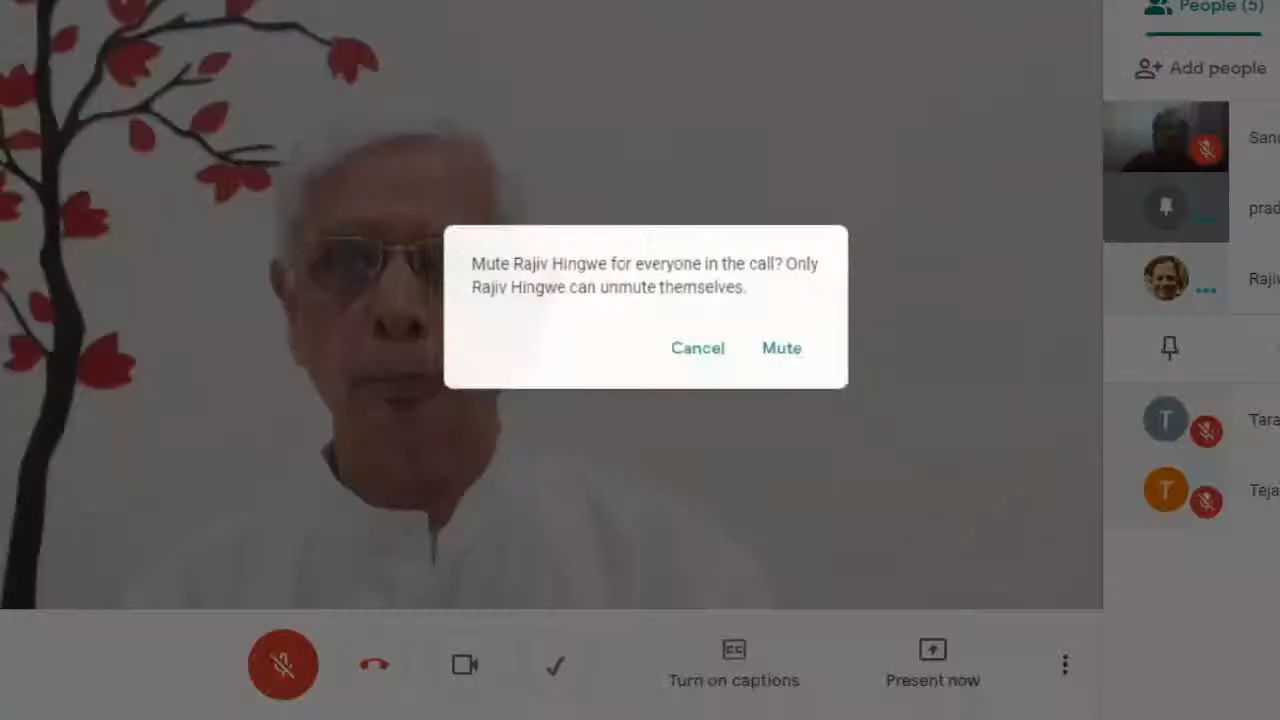 People (5)
Add people
Mute Rajiv Hingwe for everyone in the call? Only
Rajiv Hingwe can unmute themselves.
Cancel
Mute
T
T
Turn on captions
Present now